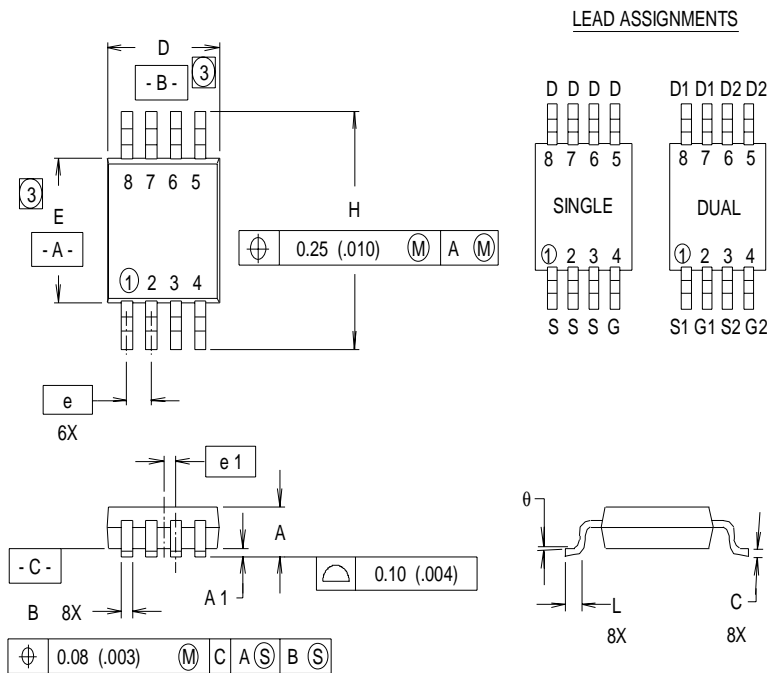 LEAD ASSIGNMENTS
D
- B -
3
8 7 6 5
3
E
- A -
H
0.25 (.010) M A M
1 2 3 4
e
6X
D D D D
8 7 6 5
SINGLE
1 2 3 4
S S S G
D1 D1 D2 D2
8 7 6 5
DUAL
1 2 3 4
S1 G1 S2 G2
e 1
A
- C -
A 1
0.10 (.004)
B 8X
0.08 (.003) M C A S B S
θ
L
8X
C
8X